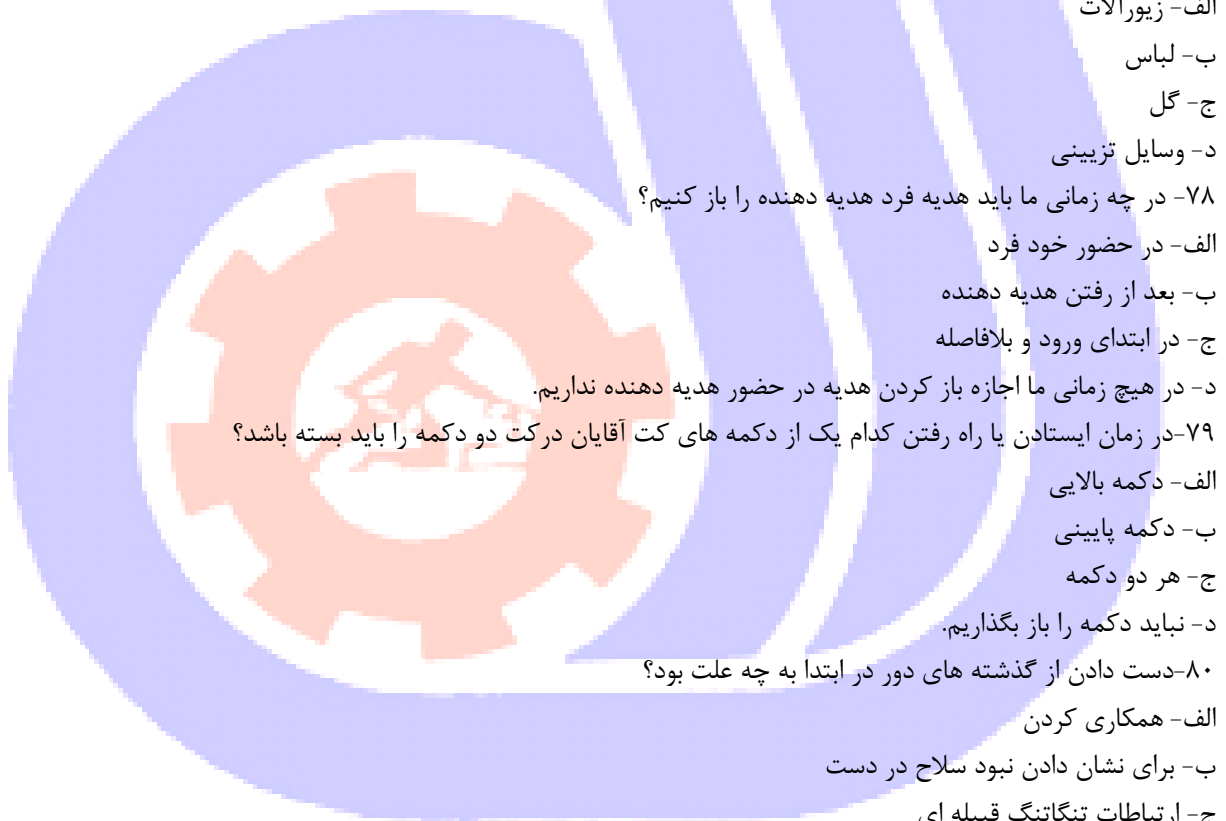 الف- زیورآلات
ب- لباس
ج- گل
د- وسایل تزیینی
۷۸- در چه زمانی ما باید هدیه فرد هدیه دهنده را باز کنیم؟
الف- در حضور خود فرد
ب- بعد از رفتن هدیه دهنده
ج- در ابتدای ورود و بلافاصله
د- در هیچ زمانی ما اجازه باز کردن هدیه در حضور هدیه دهنده نداریم.
۷۹-در زمان ایستادن یا راه رفتن کدام یک از دکمه های کت آقایان درکت دو دکمه را باید بسته باشد؟
الف- دکمه بالایی
ب- دکمه پایینی
ج- هر دو دکمه
د- نباید دکمه را باز بگذاریم.
۸۰-دست دادن از گذشته های دور در ابتدا به چه علت بود؟
الف- همکاری کردن
ب- برای نشان دادن نبود سلاح در دست
ج- ارتباطات تنگاتنگ قبیله ای